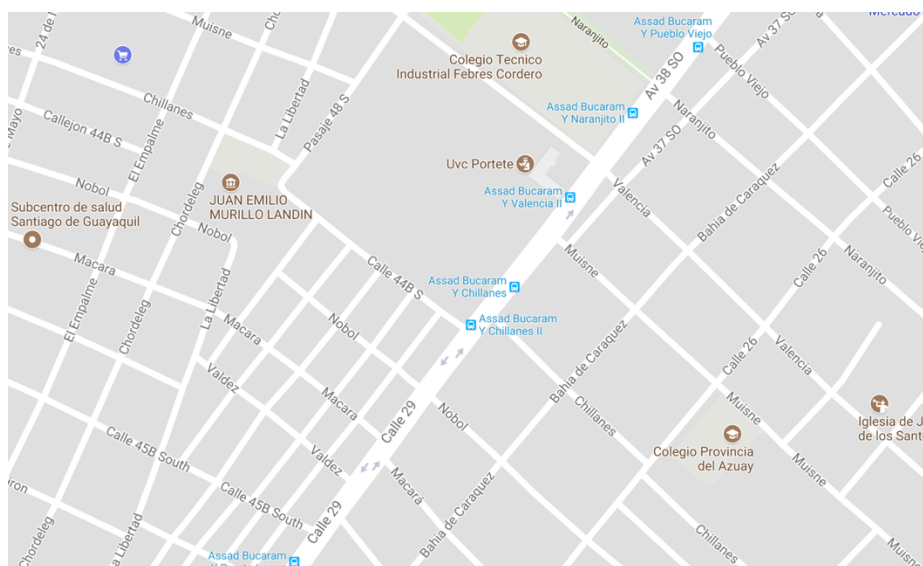 Mercado
Assad Bucaram
Y Pueblo Viejo
24 de
Muisne
Chordeleg
Naranjito
Av 37 SO
Colegio Tecnico
Industrial Febres Cordero
Av 38 SO
Pueblo Viejo
Chillanes
La Libertad
Pasaje 48 S
Assad Bucaram
Y Naranjito II
Naranjito
Mayo
Callejon 44B S
El Empalme
Av 37 SO
Uvc Portete
Calle 26
Nobol
Chordeleg
JUAN EMILIO
MURILLO LANDIN
Assad Bucaram
Y Valencia II
Valencia
Bahia de Caraquez
Subcentro de salud
Santiago de Guayaquil
Nobol
Pueblo Vie
Macara
Calle 44B S
Muisne
Naranjito
Calle 26
La Libertad
Assad Bucaram
Y Chillanes
El Empalme
Chordeleg
Macara
Nobol
Assad Bucaram
Y Chillanes II
Bahia de Caraquez
Calle 26
Valencia
Valdez
Macara
Calle 29
Nobol
Chillanes
Muisne
Iglesia de J
de los Sant
Calle 45B South
Valdez
Colegio Provincia
del Azuay
Muisne
Calle 45B South
Macará
Bahia de Caraquez
Chordeleg
La Libertad
Calle 29
Chillanes
Assad Bucaram